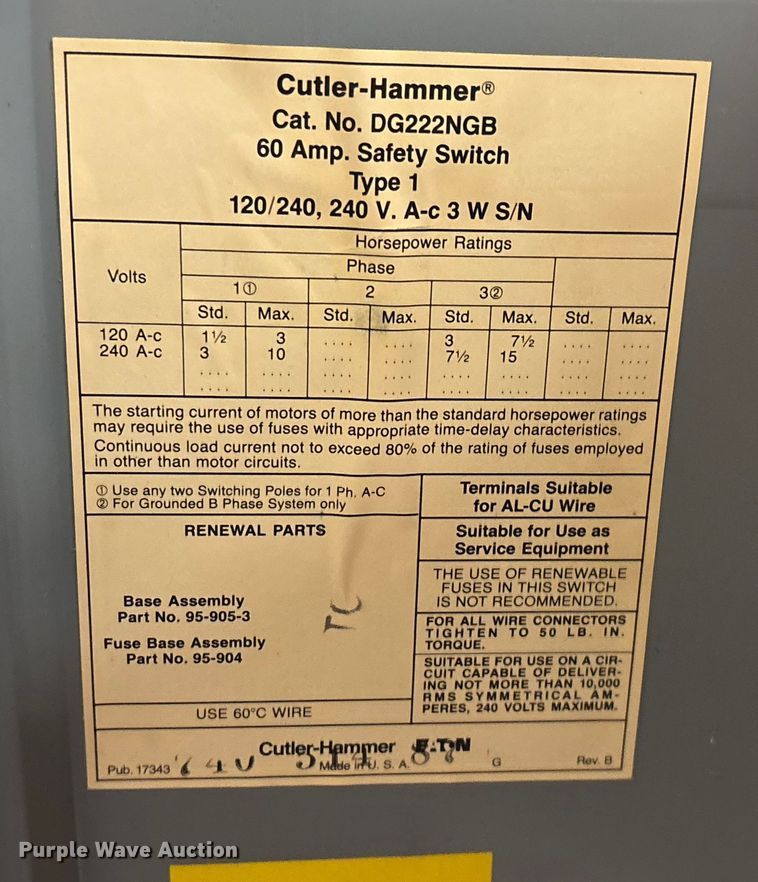 Cutler-Hammer®
Cat. No. DG222NGB
60 Amp. Safety Switch
Type 1
120/240, 240 V. A-c 3 W S/N
Volts
Horsepower Ratings
Phase
1① 2 3②
Std. Max. Std. Max. Std. Max. Std. Max.
120 A-c 1½ 3 .... .... 3 7½ .... ....
240 A-c 3 10 .... .... 7½ 15 .... ....
.... .... .... .... .... .... .... ....
.... .... .... .... .... .... .... ....
The starting current of motors of more than the standard horsepower ratings
may require the use of fuses with appropriate time-delay characteristics.
Continuous load current not to exceed 80% of the rating of fuses employed
in other than motor circuits.
① Use any two Switching Poles for 1 Ph. A-C
② For Grounded B Phase System only
RENEWAL PARTS
Base Assembly
Part No. 95-905-3
Fuse Base Assembly
Part No. 95-904
TC
USE 60°C WIRE
Terminals Suitable
for AL-CU Wire
Suitable for Use as
Service Equipment
THE USE OF RENEWABLE
FUSES IN THIS SWITCH
IS NOT RECOMMENDED.
FOR ALL WIRE CONNECTORS
TIGHTEN TO 50 LB. IN.
TORQUE.
SUITABLE FOR USE ON A CIR-
CUIT CAPABLE OF DELIVER-
ING NOT MORE THAN 10,000
RMS SYMMETRICAL AM-
PERES, 240 VOLTS MAXIMUM.
Cutler-Hammer EATON
Pub. 17343 Made in U. S. A. G Rev. B
Purple Wave Auction